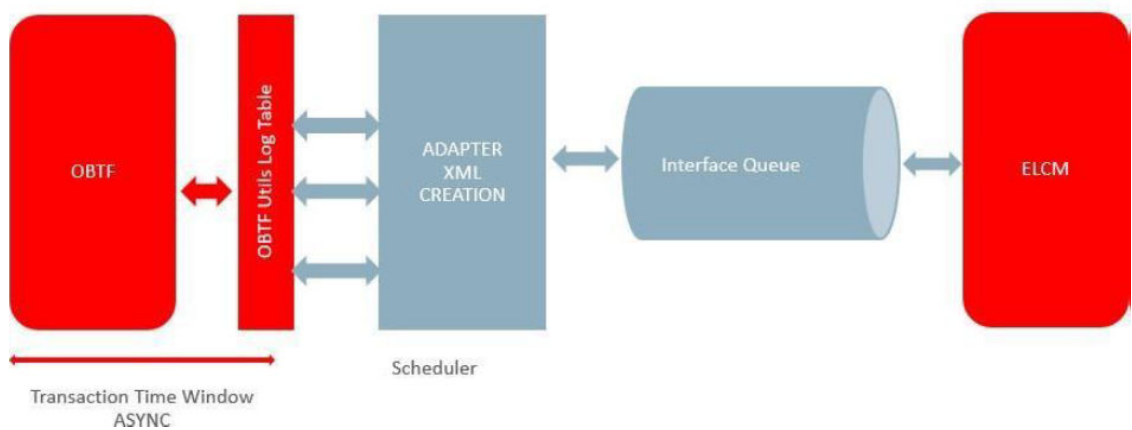 OBTF
OBTF Utils Log Table
ADAPTER
XML
CREATION
Interface Queue
ELCM
Scheduler
Transaction Time Window
ASYNC